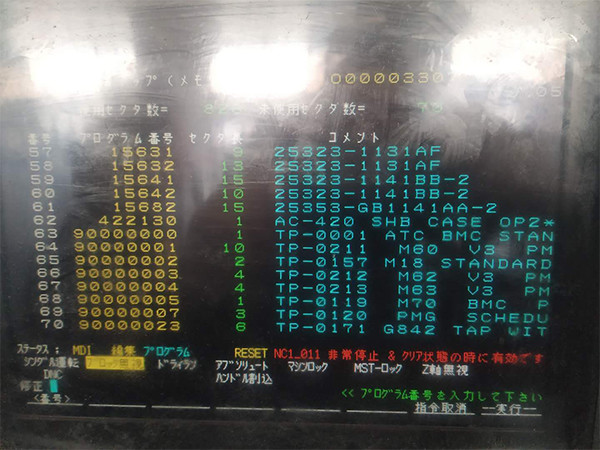 ップ(メモ 00000330
使用セクタ数= 未使用セクタ数= 73
番号 プログラム番号 セクタ長 コメント
57 15631 9 25323-1131AF
58 15632 13 25323-1131AF
59 15641 15 25323-1141BB-2
60 15642 10 25323-1141BB-2
61 15682 15 25353-GB1141AA-2
62 422130 1 AC-420 SHB CASE OP2*
63 90000000 1 TP-0001 ATC BMC STAN
64 90000001 10 TP-0211 M60 V3 PM
65 90000002 2 TP-0157 M18 STANDARD
66 90000003 4 TP-0212 M62 V3 PM
67 90000004 4 TP-0213 M63 V3 PM
68 90000005 1 TP-0119 M70 BMC P
69 90000007 3 TP-0120 PMG SCHEDU
70 90000023 6 TP-0171 G842 TAP WIT
ステータス: MDI 編集 プログラム RESET NC1_011 非常停止 & クリア状態の時に有効です
シングル運転 ブロック無視 ドライラン アブソリュート マシンロック MST-ロック Z軸無視
DNC ハンドル割込
停止 << プログラム番号を入力して下さい
<番号> 指令取消 実行